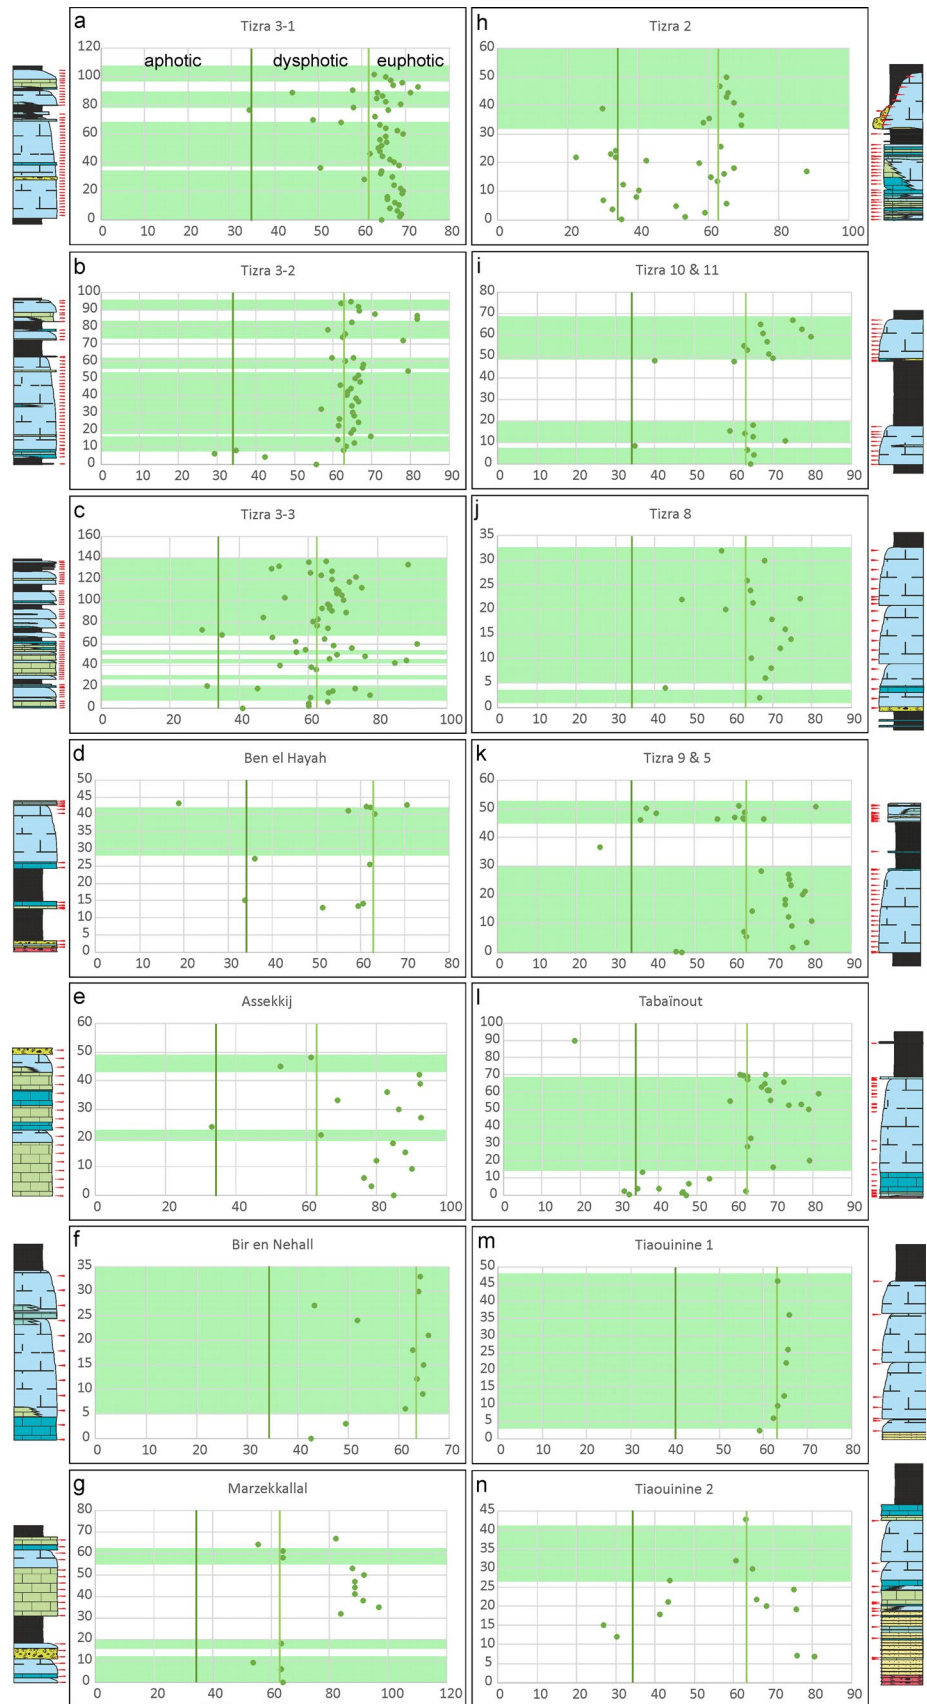 a
Tizra 3-1
aphotic dysphotic euphotic
120
100
80
60
40
20
0
0 10 20 30 40 50 60 70 80
b
Tizra 3-2
100
90
80
70
60
50
40
30
20
10
0
0 10 20 30 40 50 60 70 80 90
c
Tizra 3-3
160
140
120
100
80
60
40
20
0
0 20 40 60 80 100
d
Ben el Hayah
50
45
40
35
30
25
20
15
10
5
0
0 10 20 30 40 50 60 70 80
e
Assekkij
60
50
40
30
20
10
0
0 20 40 60 80 100
f
Bir en Nehall
35
30
25
20
15
10
5
0
0 10 20 30 40 50 60 70
g
Marzekkallal
80
70
60
50
40
30
20
10
0
0 20 40 60 80 100 120
h
Tizra 2
60
50
40
30
20
10
0
0 20 40 60 80 100
i
Tizra 10 & 11
80
70
60
50
40
30
20
10
0
0 10 20 30 40 50 60 70 80 90
j
Tizra 8
35
30
25
20
15
10
5
0
0 10 20 30 40 50 60 70 80 90
k
Tizra 9 & 5
60
50
40
30
20
10
0
0 10 20 30 40 50 60 70 80 90
l
Tabaïnout
100
90
80
70
60
50
40
30
20
10
0
0 10 20 30 40 50 60 70 80 90
m
Tiaouinine 1
50
45
40
35
30
25
20
15
10
5
0
0 10 20 30 40 50 60 70 80
n
Tiaouinine 2
45
40
35
30
25
20
15
10
5
0
0 10 20 30 40 50 60 70 80 90